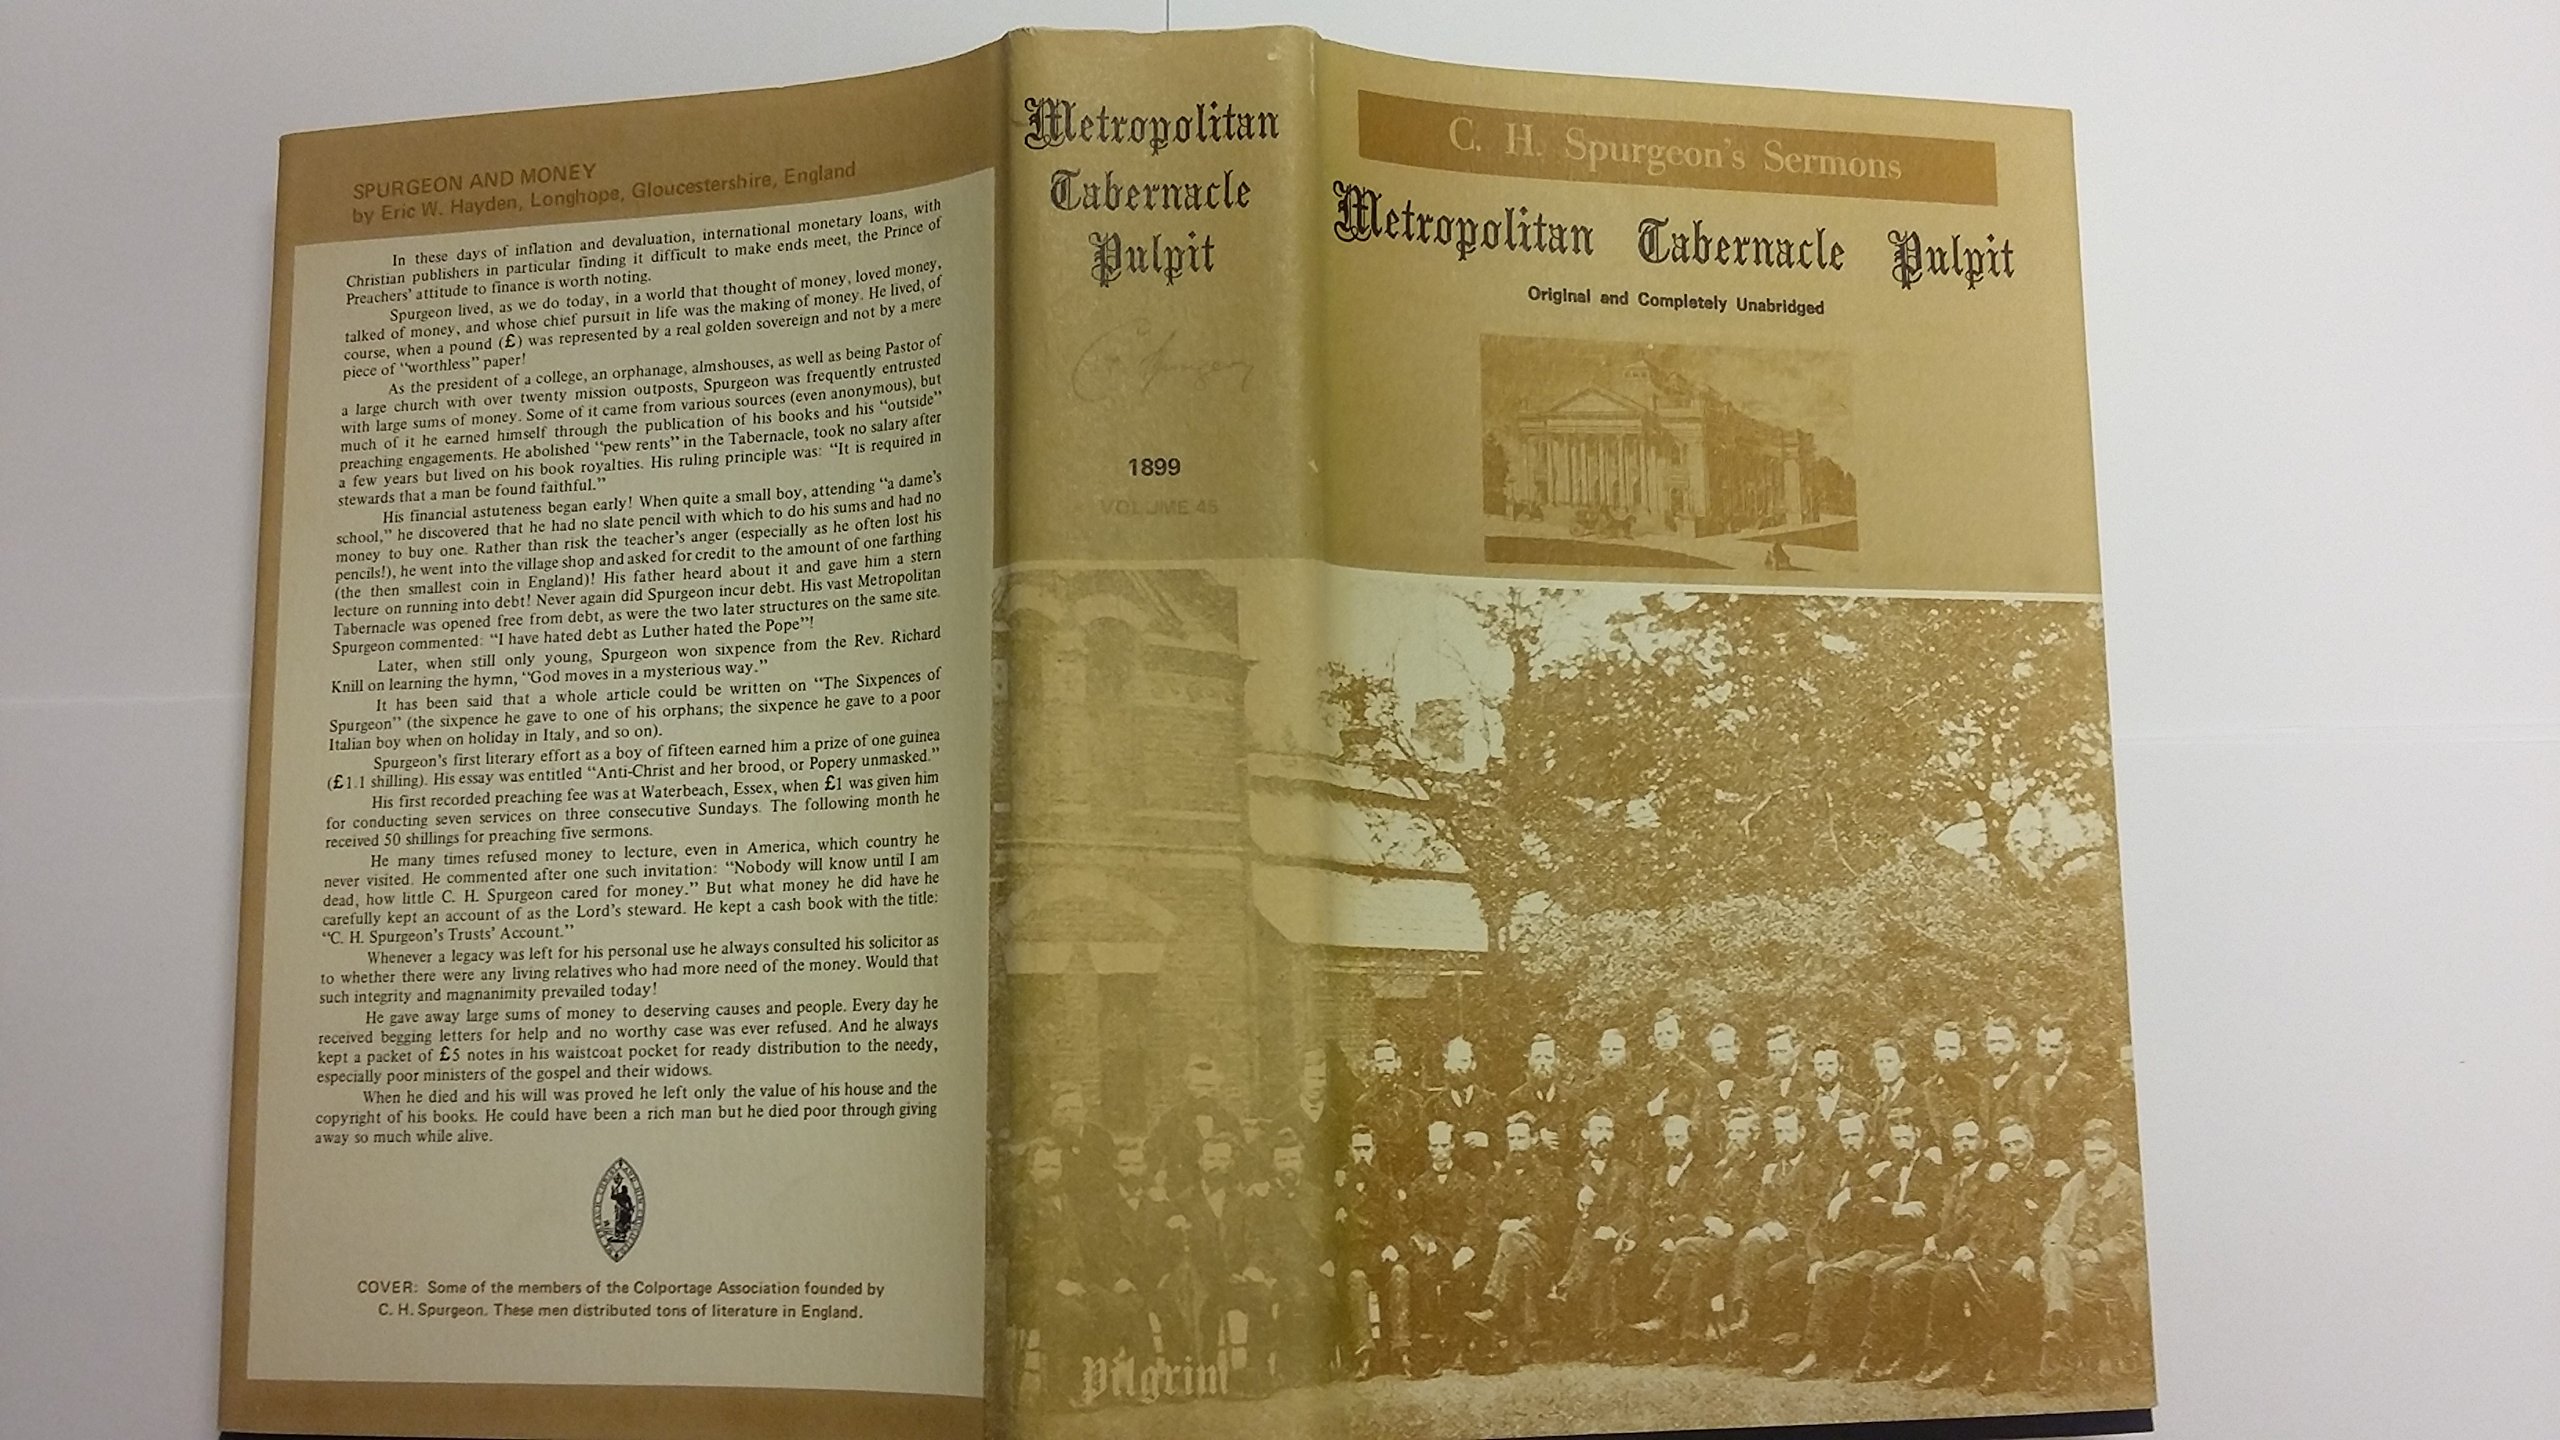 SPURGEON AND MONEY
by Eric W. Hayden, Longhope, Gloucestershire, England
In these days of inflation and devaluation, international monetary loans, with
Christian publishers in particular finding it difficult to make ends meet, the Prince of
Preachers' attitude to finance is worth noting.
Spurgeon lived, as we do today, in a world that thought of money, loved money,
talked of money, and whose chief pursuit in life was the making of money. He lived, of
course, when a pound (£) was represented by a real golden sovereign and not by a mere
piece of "worthless" paper!
As the president of a college, an orphanage, almshouses, as well as being Pastor of
a large church with over twenty mission outposts, Spurgeon was frequently entrusted
with large sums of money. Some of it came from various sources (even anonymous), but
much of it he earned himself through the publication of his books and his "outside"
preaching engagements. He abolished "pew rents" in the Tabernacle, took no salary after
a few years but lived on his book royalties. His ruling principle was: "It is required in
stewards that a man be found faithful."
His financial astuteness began early! When quite a small boy, attending "a dame's
school," he discovered that he had no slate pencil with which to do his sums and had no
money to buy one. Rather than risk the teacher's anger (especially as he often lost his
pencils!), he went into the village shop and asked for credit to the amount of one farthing
(the then smallest coin in England)! His father heard about it and gave him a stern
lecture on running into debt! Never again did Spurgeon incur debt. His vast Metropolitan
Tabernacle was opened free from debt, as were the two later structures on the same site.
Spurgeon commented: "I have hated debt as Luther hated the Pope"!
Later, when still only young, Spurgeon won sixpence from the Rev. Richard
Knill on learning the hymn, "God moves in a mysterious way."
It has been said that a whole article could be written on "The Sixpences of
Spurgeon" (the sixpence he gave to one of his orphans; the sixpence he gave to a poor
Italian boy when on holiday in Italy, and so on).
Spurgeon's first literary effort as a boy of fifteen earned him a prize of one guinea
(£1.1 shilling). His essay was entitled "Anti-Christ and her brood, or Popery unmasked."
His first recorded preaching fee was at Waterbeach, Essex, when £1 was given him
for conducting seven services on three consecutive Sundays. The following month he
received 50 shillings for preaching five sermons.
He many times refused money to lecture, even in America, which country he
never visited. He commented after one such invitation: "Nobody will know until I am
dead, how little C. H. Spurgeon cared for money." But what money he did have he
carefully kept an account of as the Lord's steward. He kept a cash book with the title:
"C. H. Spurgeon's Trusts' Account."
Whenever a legacy was left for his personal use he always consulted his solicitor as
to whether there were any living relatives who had more need of the money. Would that
such integrity and magnanimity prevailed today!
He gave away large sums of money to deserving causes and people. Every day he
received begging letters for help and no worthy case was ever refused. And he always
kept a packet of £5 notes in his waistcoat pocket for ready distribution to the needy,
especially poor ministers of the gospel and their widows.
When he died and his will was proved he left only the value of his house and the
copyright of his books. He could have been a rich man but he died poor through giving
away so much while alive.
COVER: Some of the members of the Colportage Association founded by
C. H. Spurgeon. These men distributed tons of literature in England.
Metropolitan
Tabernacle
Pulpit
1899
VOLUME 45
Pilgrim
C. H. Spurgeon's Sermons
Metropolitan Tabernacle Pulpit
Original and Completely Unabridged